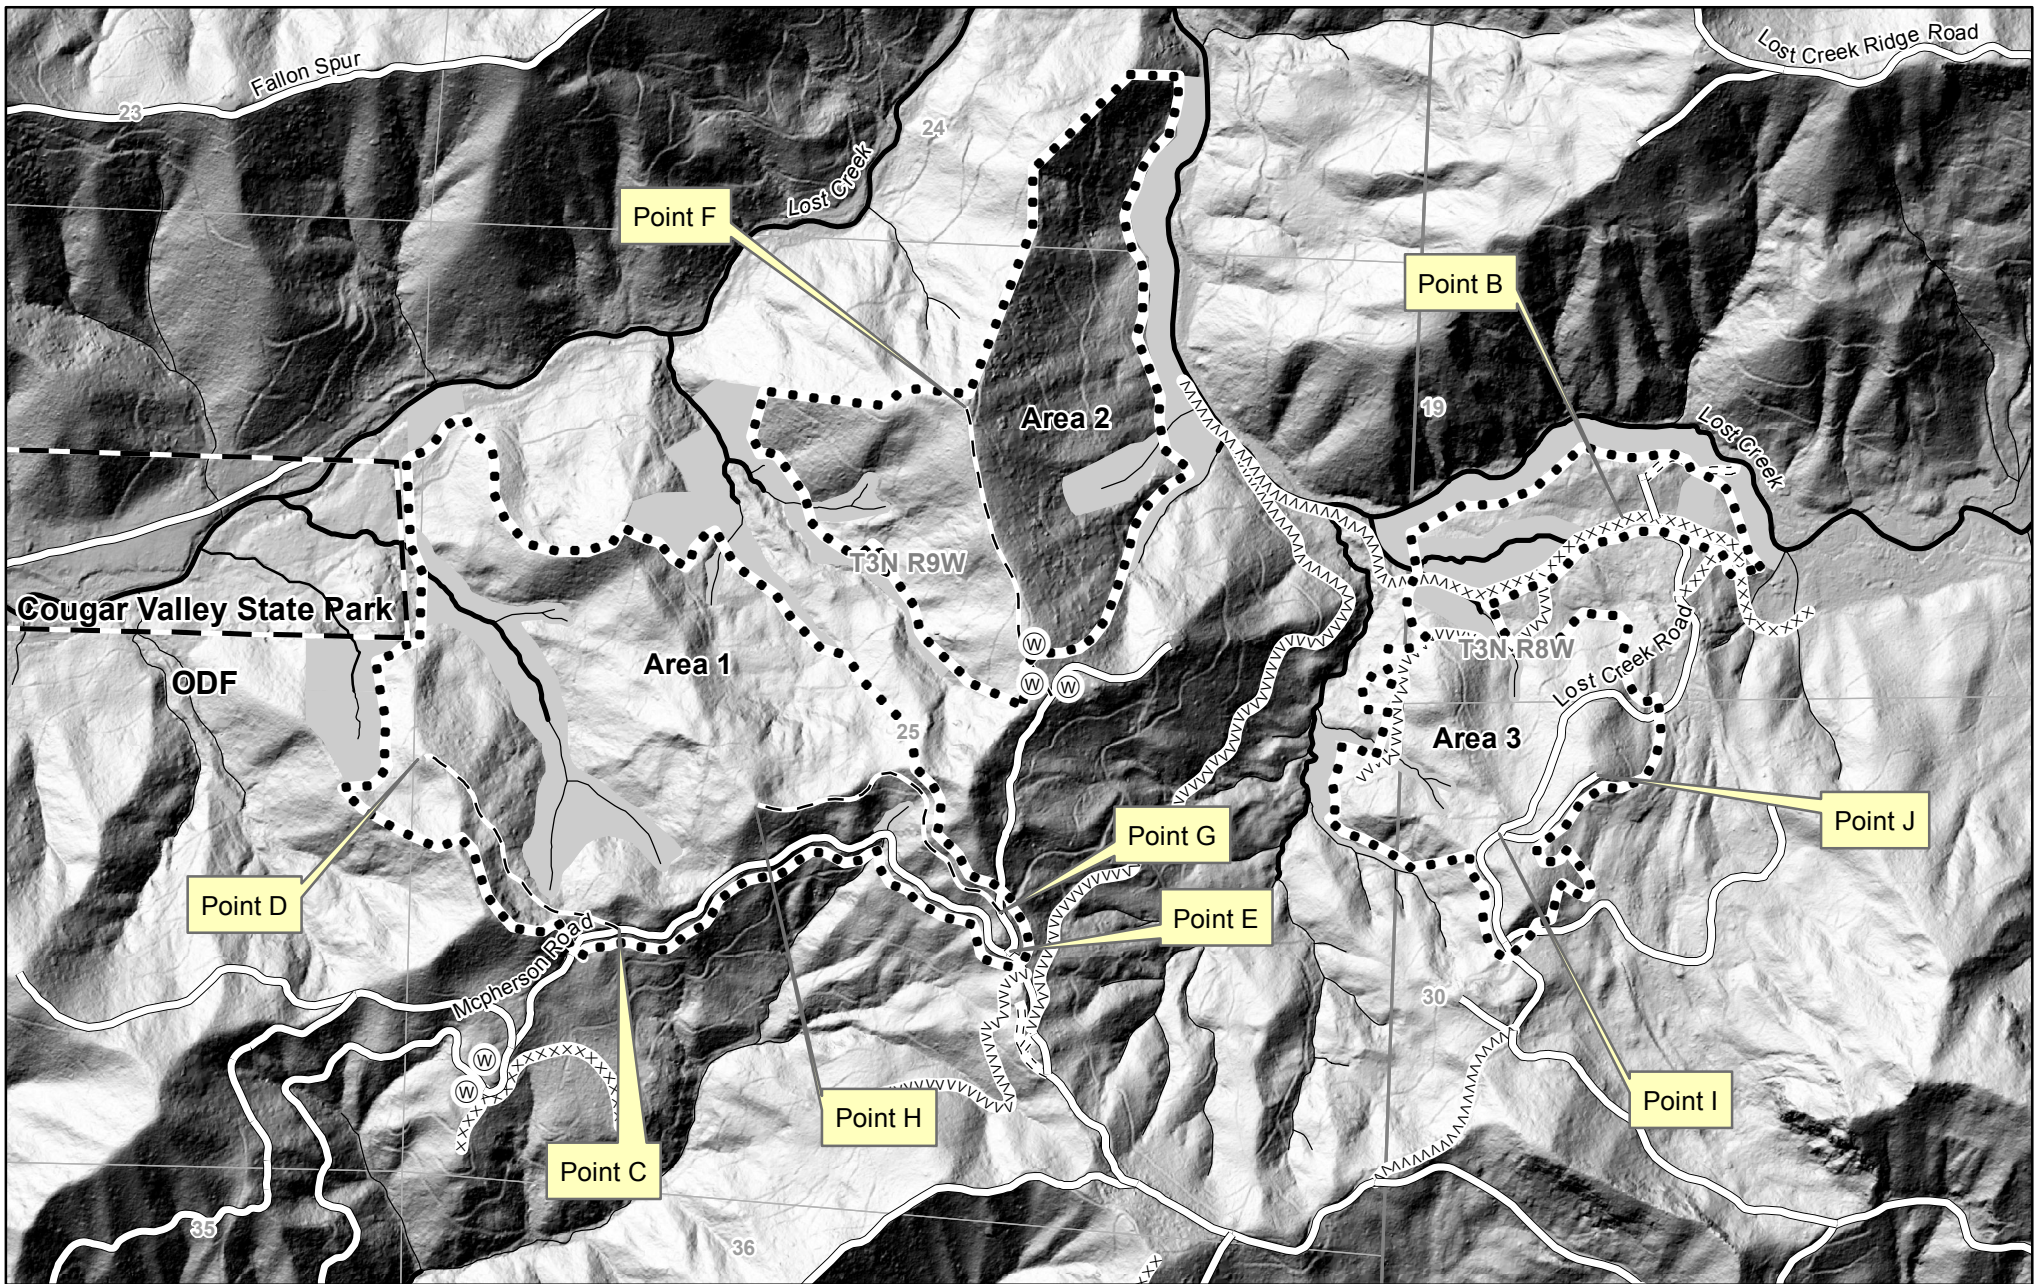 Fallon Spur
Lost Creek Ridge Road
23
24
Lost Creek
Point F
Point B
Area 2
19
Lost Creek
T3N R9W
Cougar Valley State Park
W
Area 1
T3N R8W
ODF
W
W
Lost Creek Road
25
Area 3
Point J
Point G
Point D
Point E
Mcpherson Road
30
W
W
Point I
Point H
Point C
35
36